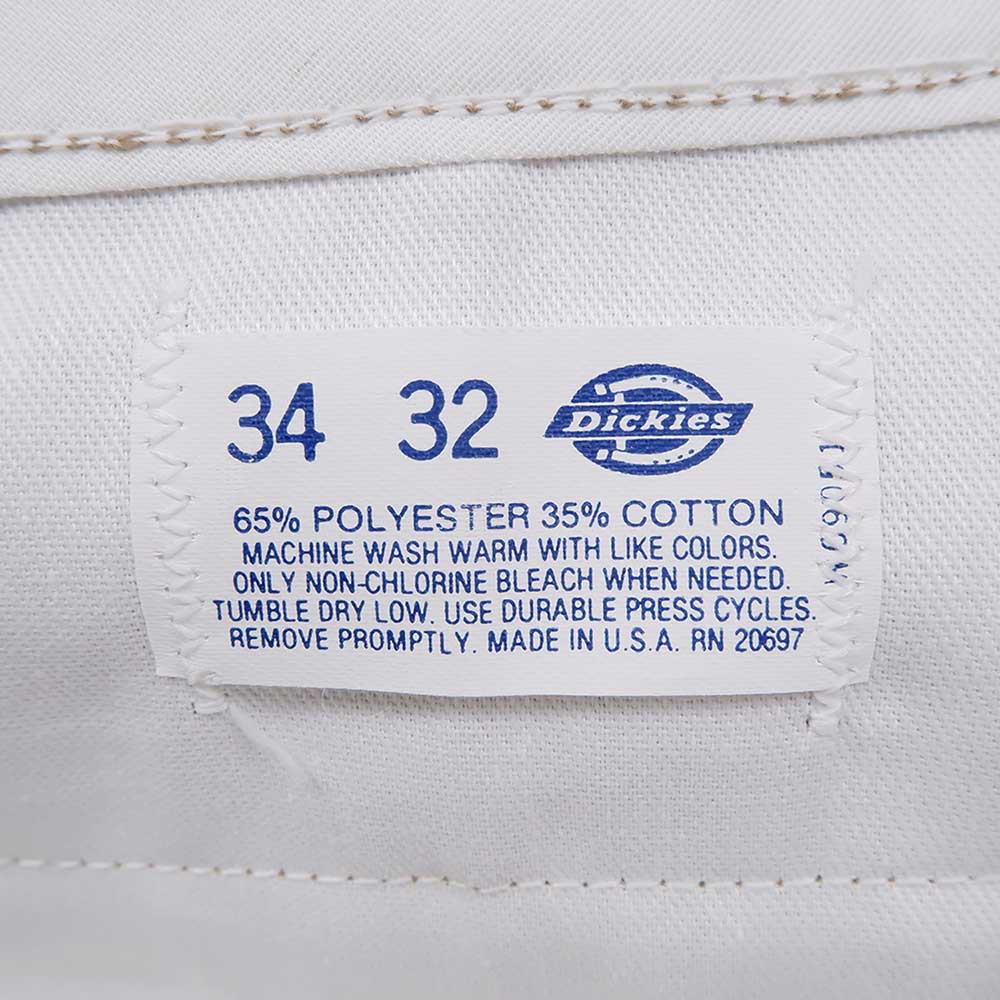 34 32 Dickies
65% POLYESTER 35% COTTON
MACHINE WASH WARM WITH LIKE COLORS.
ONLY NON-CHLORINE BLEACH WHEN NEEDED.
TUMBLE DRY LOW. USE DURABLE PRESS CYCLES.
REMOVE PROMPTLY. MADE IN U.S.A. RN 20697